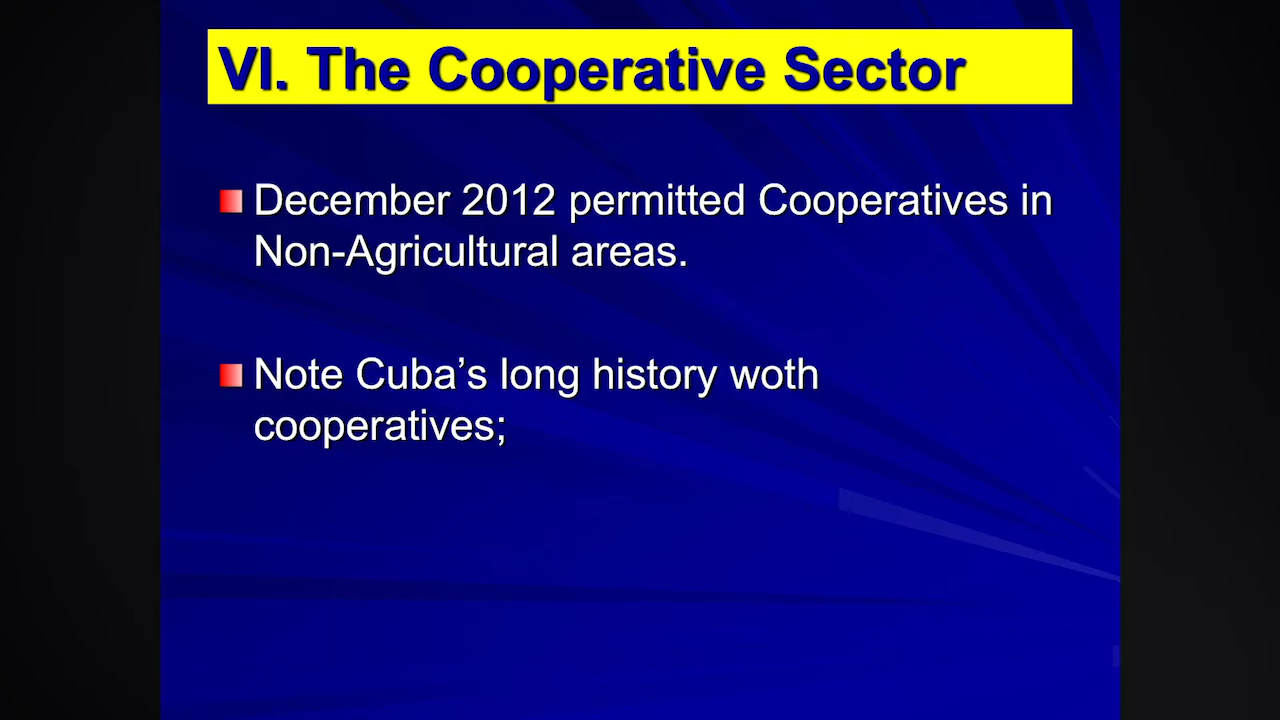 VI. The Cooperative Sector
December 2012 permitted Cooperatives in
Non-Agricultural areas.
Note Cuba’s long history woth
cooperatives;